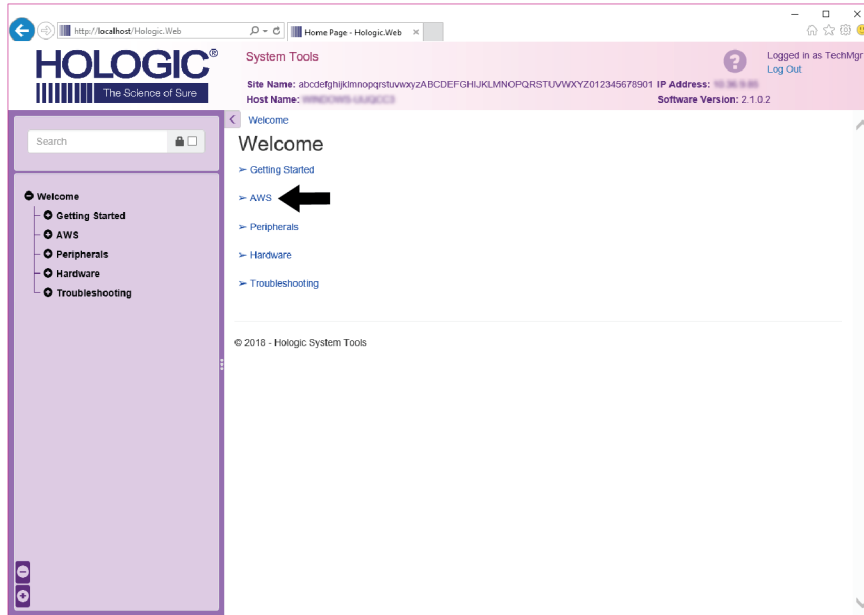 http://localhost/Hologic.Web
Home Page - Hologic.Web
HOLOGIC®
The Science of Sure
System Tools
Logged in as TechMgr
Log Out
Site Name: abcdefghijklmnopqrstuvwxyzABCDEFGHIJKLMNOPQRSTUVWXYZ012345678901 IP Address:
Host Name:
Software Version: 2.1.0.2
Search
Welcome
Getting Started
AWS
Peripherals
Hardware
Troubleshooting
Welcome
Welcome
➢ Getting Started
➢ AWS
➢ Peripherals
➢ Hardware
➢ Troubleshooting
© 2018 - Hologic System Tools